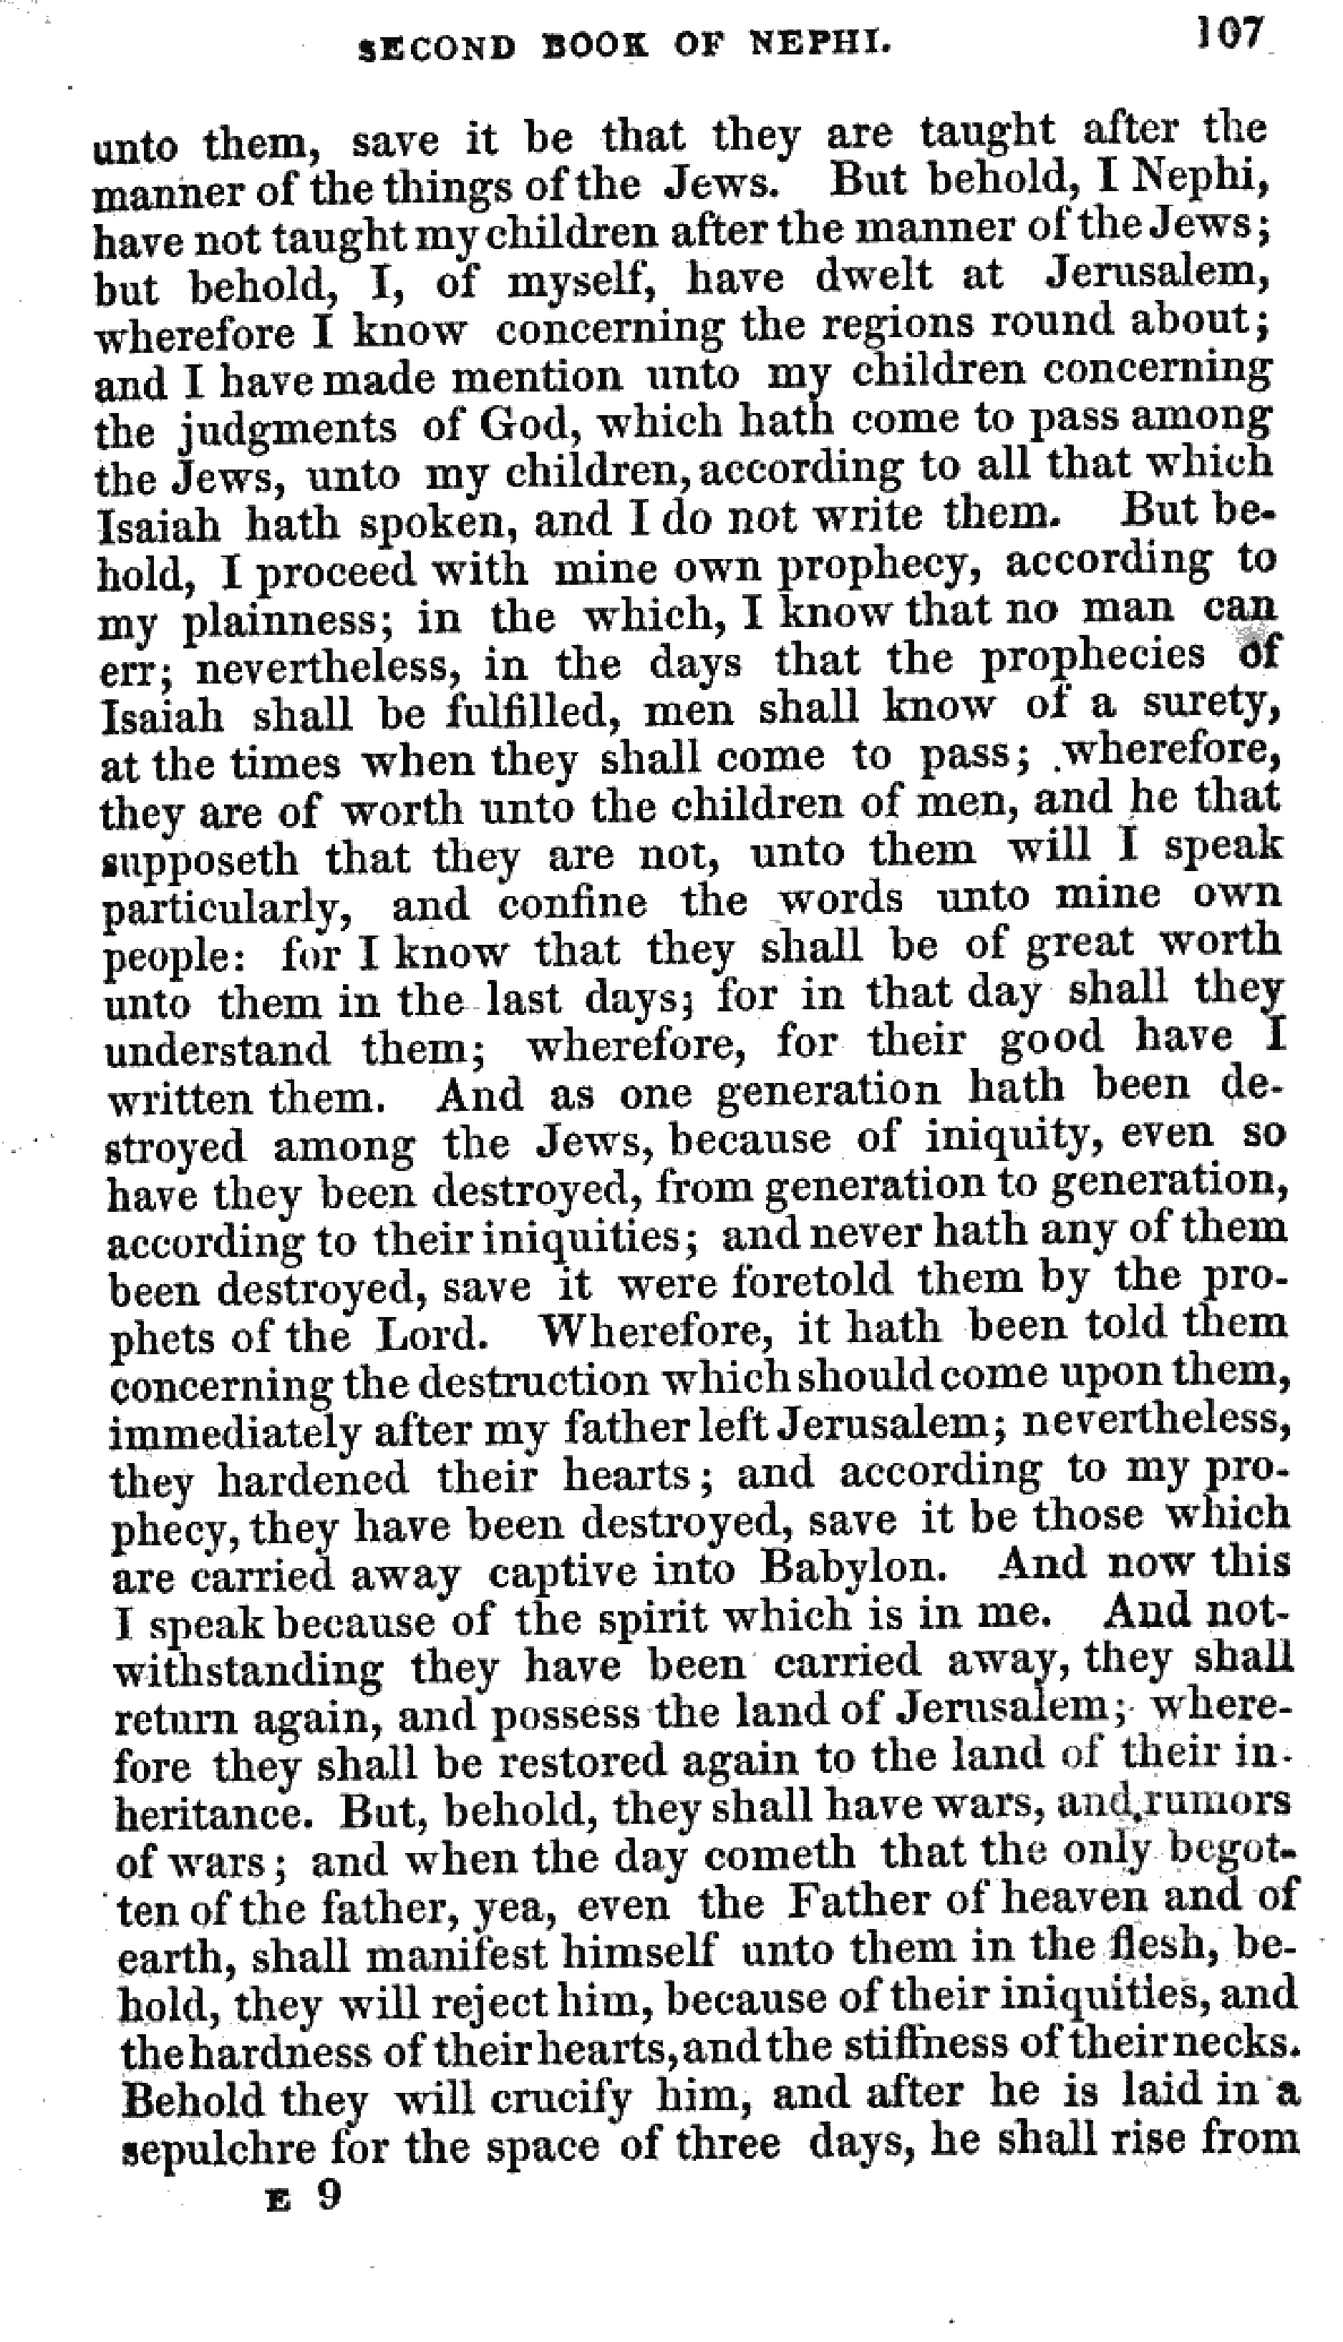 SECOND BOOK OF NEPHI. 107
unto them, save it be that they are taught after the
manner of the things of the Jews. But behold, I Nephi,
have not taught my children after the manner of the Jews;
but behold, I, of myself, have dwelt at Jerusalem,
wherefore I know concerning the regions round about;
and I have made mention unto my children concerning
the judgments of God, which hath come to pass among
the Jews, unto my children, according to all that which
Isaiah hath spoken, and I do not write them. But be-
hold, I proceed with mine own prophecy, according to
my plainness; in the which, I know that no man can
err; nevertheless, in the days that the prophecies of
Isaiah shall be fulfilled, men shall know of a surety,
at the times when they shall come to pass; wherefore,
they are of worth unto the children of men, and he that
supposeth that they are not, unto them will I speak
particularly, and confine the words unto mine own
people: for I know that they shall be of great worth
unto them in the last days; for in that day shall they
understand them; wherefore, for their good have I
written them. And as one generation hath been de-
stroyed among the Jews, because of iniquity, even so
have they been destroyed, from generation to generation,
according to their iniquities; and never hath any of them
been destroyed, save it were foretold them by the pro-
phets of the Lord. Wherefore, it hath been told them
concerning the destruction which should come upon them,
immediately after my father left Jerusalem; nevertheless,
they hardened their hearts; and according to my pro-
phecy, they have been destroyed, save it be those which
are carried away captive into Babylon. And now this
I speak because of the spirit which is in me. And not-
withstanding they have been carried away, they shall
return again, and possess the land of Jerusalem; where-
fore they shall be restored again to the land of their in-
heritance. But, behold, they shall have wars, and rumors
of wars; and when the day cometh that the only begot-
ten of the father, yea, even the Father of heaven and of
earth, shall manifest himself unto them in the flesh, be-
hold, they will reject him, because of their iniquities, and
the hardness of their hearts, and the stiffness of their necks.
Behold they will crucify him, and after he is laid in a
sepulchre for the space of three days, he shall rise from
E 9